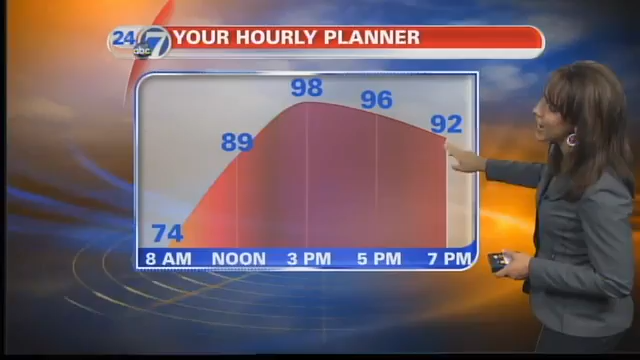 24 abc 7 YOUR HOURLY PLANNER
74 89 98 96 92
8 AM NOON 3 PM 5 PM 7 PM